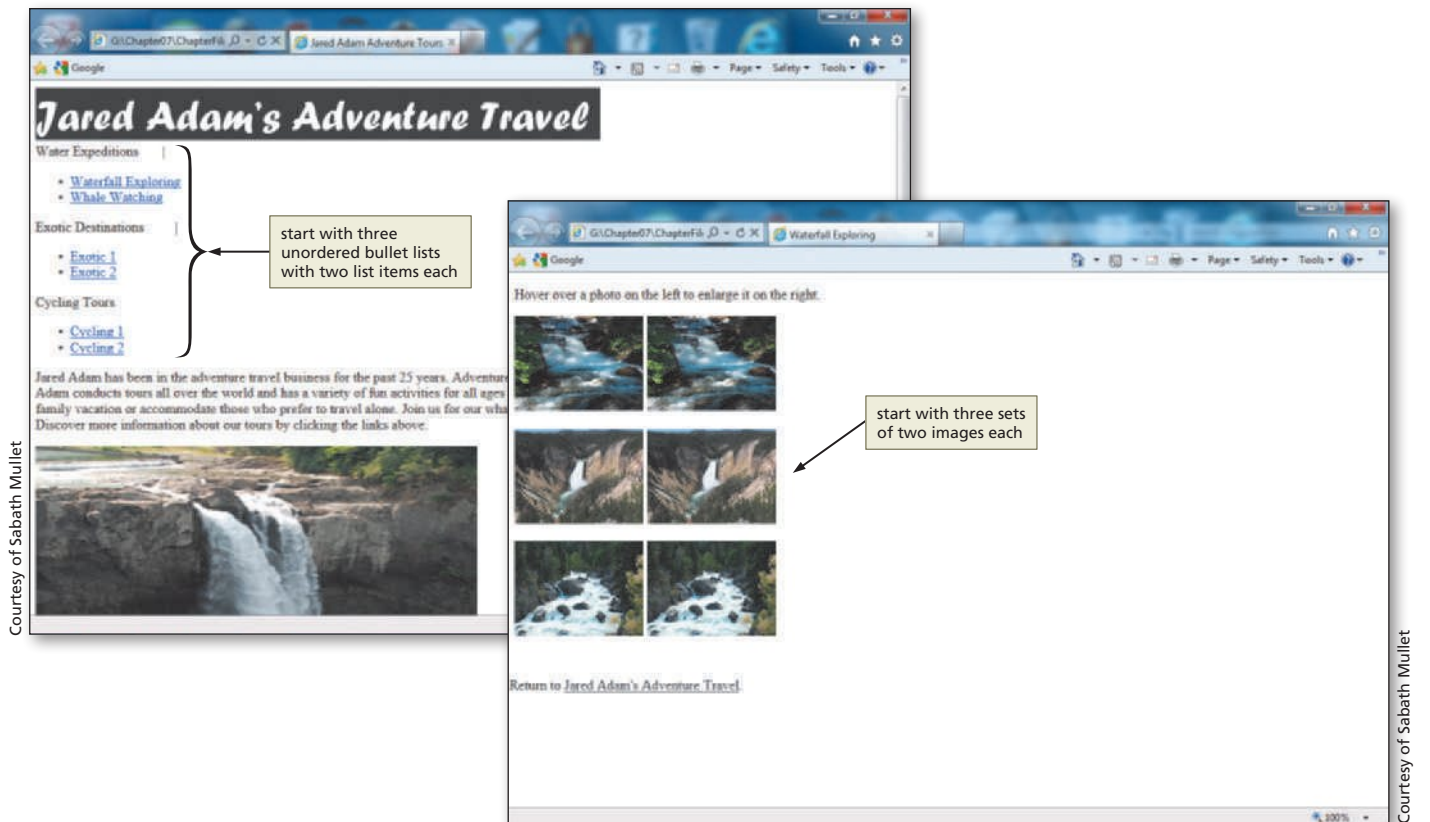 G:\Chapter07\ChapterFil
Jared Adam Adventure Tours
Google
Page
Safety
Tools
Jared Adam's Adventure Travel
Water Expeditions |
• Waterfall Exploring
• Whale Watching
Exotic Destinations |
• Exotic 1
• Exotic 2
Cycling Tours
• Cycling 1
• Cycling 2
start with three
unordered bullet lists
with two list items each
Jared Adam has been in the adventure travel business for the past 25 years. Adventure
Adam conducts tours all over the world and has a variety of fun activities for all ages
family vacation or accommodate those who prefer to travel alone. Join us for our wha
Discover more information about our tours by clicking the links above.
Courtesy of Sabath Mullet
G:\Chapter07\ChapterFil
Waterfall Exploring
Google
Page
Safety
Tools
Hover over a photo on the left to enlarge it on the right.
start with three sets
of two images each
Return to Jared Adam's Adventure Travel.
100%
Courtesy of Sabath Mullet